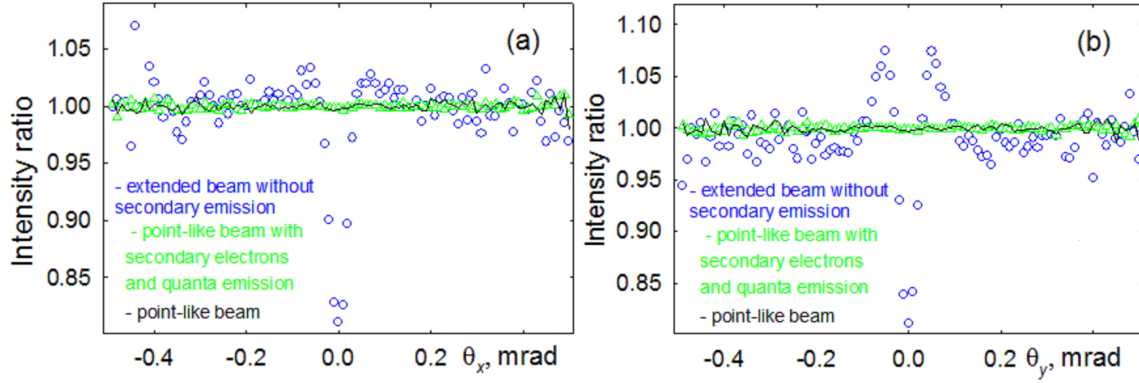 (a)
Intensity ratio
1.05
1.00
0.95
0.90
0.85
- extended beam without
secondary emission
- point-like beam with
secondary electrons
and quanta emission
- point-like beam
-0.4 -0.2 0.0 0.2 θx, mrad
(b)
Intensity ratio
1.10
1.05
1.00
0.95
0.90
0.85
- extended beam without
secondary emission
- point-like beam with
secondary electrons
and quanta emission
- point-like beam
-0.4 -0.2 0.0 0.2 θy, mrad